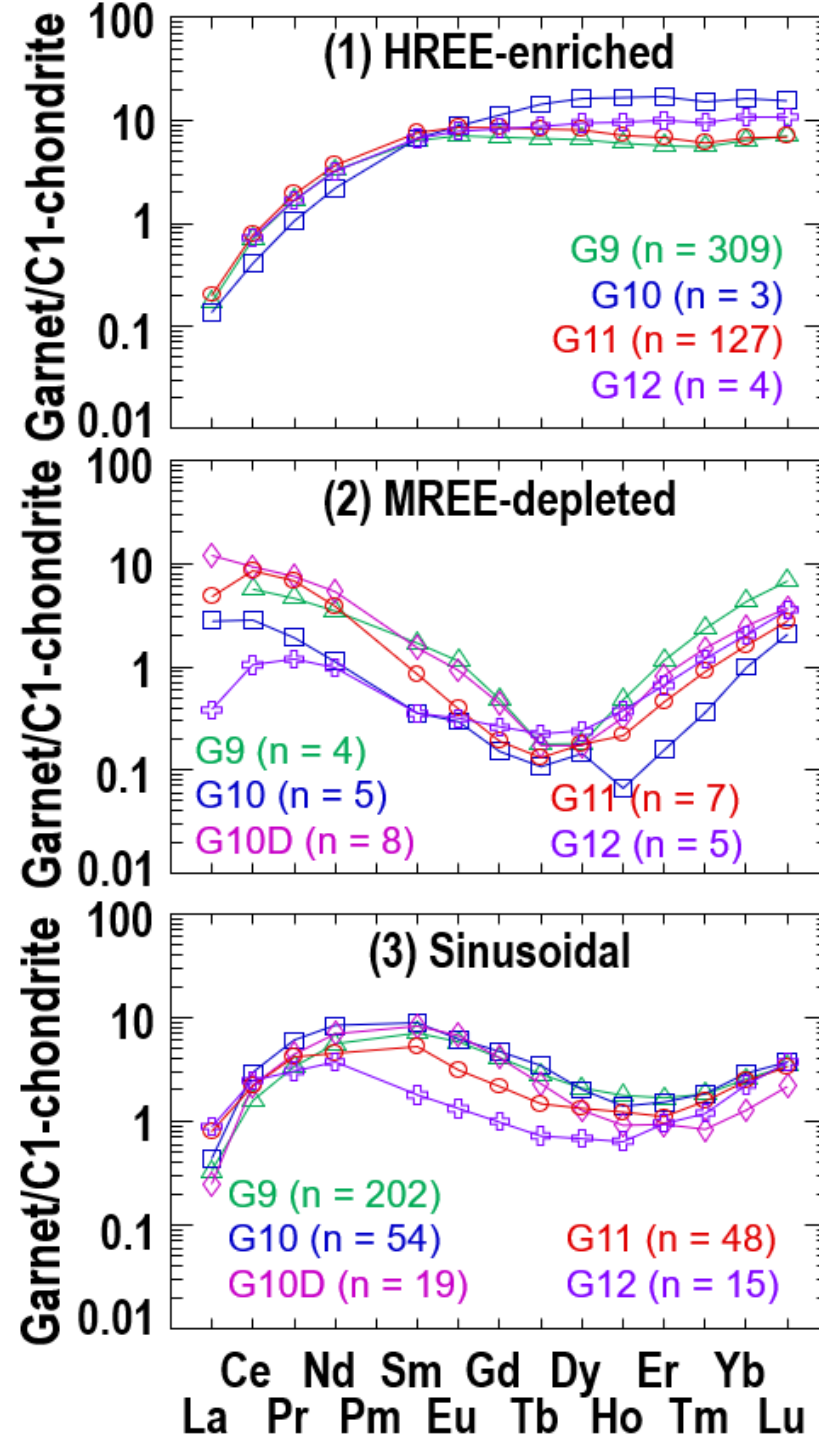 Garnet/C1-chondrite
100
10
1
0.1
0.01
(1) HREE-enriched
G9 (n = 309)
G10 (n = 3)
G11 (n = 127)
G12 (n = 4)
Garnet/C1-chondrite
100
10
1
0.1
0.01
(2) MREE-depleted
G9 (n = 4)
G10 (n = 5)
G10D (n = 8)
G11 (n = 7)
G12 (n = 5)
Garnet/C1-chondrite
100
10
1
0.1
0.01
(3) Sinusoidal
G9 (n = 202)
G10 (n = 54)
G10D (n = 19)
G11 (n = 48)
G12 (n = 15)
Ce Nd Sm Gd Dy Er Yb
La Pr Pm Eu Tb Ho Tm Lu